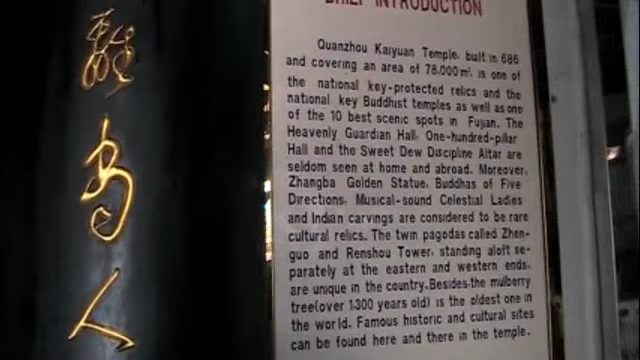 BRIEF INTRODUCTION
Quanzhou Kaiyuan Temple, built in 686
and covering an area of 78,000㎡, is one of
the national key-protected relics and the
national key Buddhist temples as well as one
of the 10 best scenic spots in Fujian. The
Heavenly Guardian Hall, One-hundred-pillar
Hall and the Sweet Dew Discipline Altar are
seldom seen at home and abroad. Moreover,
Zhangba Golden Statue, Buddhas of Five
Directions, Musical-sound Celestial Ladies
and Indian carvings are considered to be rare
cultural relics. The twin pagodas called Zhen-
guo and Renshou Tower, standing aloft se-
parately at the eastern and western ends,
are unique in the country. Besides, the mulberry
tree(over 1300 years old) is the oldest one in
the world. Famous historic and cultural sites
can be found here and there in the temple.
人